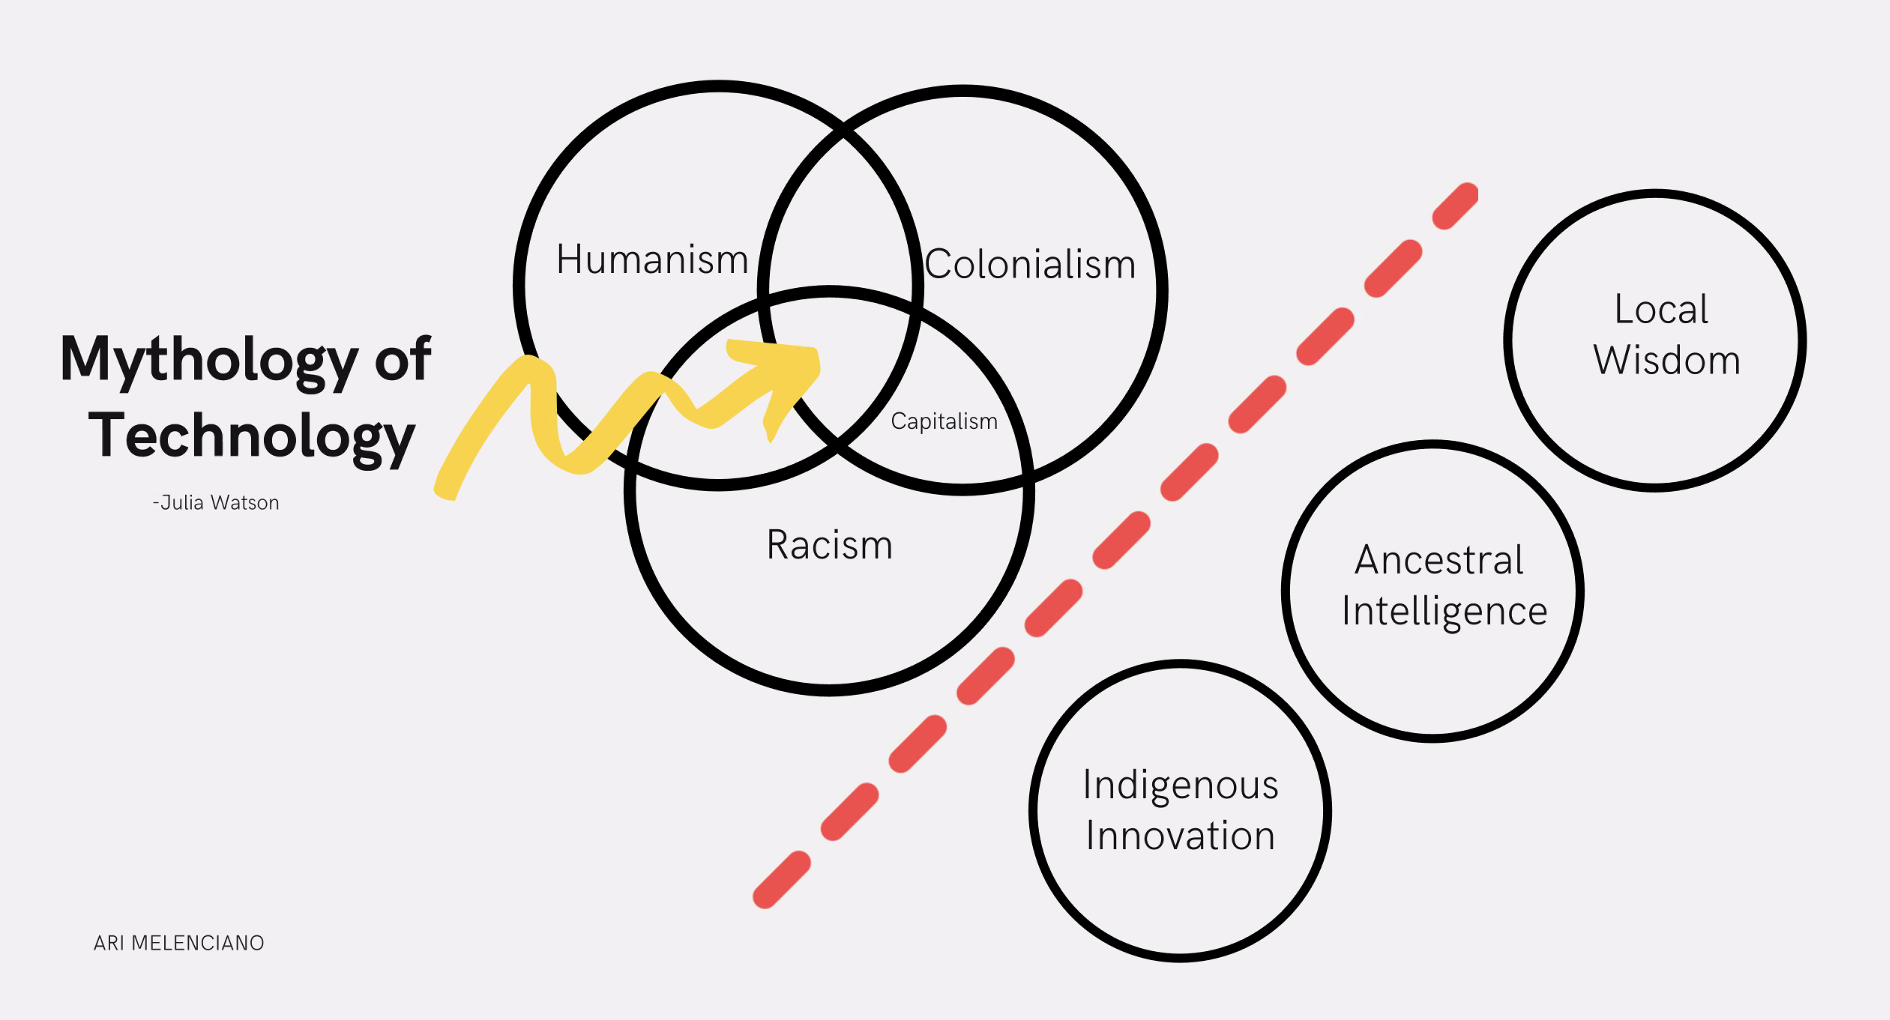 Mythology of
Technology
-Julia Watson
Humanism
Colonialism
Capitalism
Racism
Local
Wisdom
Ancestral
Intelligence
Indigenous
Innovation
ARI MELENCIANO